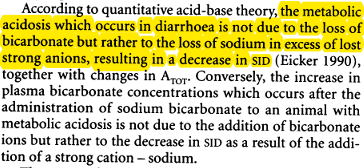 According to quantitative acid-base theory, the metabolic
acidosis which occurs in diarrhoea is not due to the loss of
bicarbonate but rather to the loss of sodium in excess of lost
strong anions, resulting in a decrease in SID (Eicker 1990),
together with changes in ATOT. Conversely, the increase in
plasma bicarbonate concentrations which occurs after the
administration of sodium bicarbonate to an animal with
metabolic acidosis is not due to the addition of bicarbonate
ions but rather to the decrease in SID as a result of the addi-
tion of a strong cation – sodium.